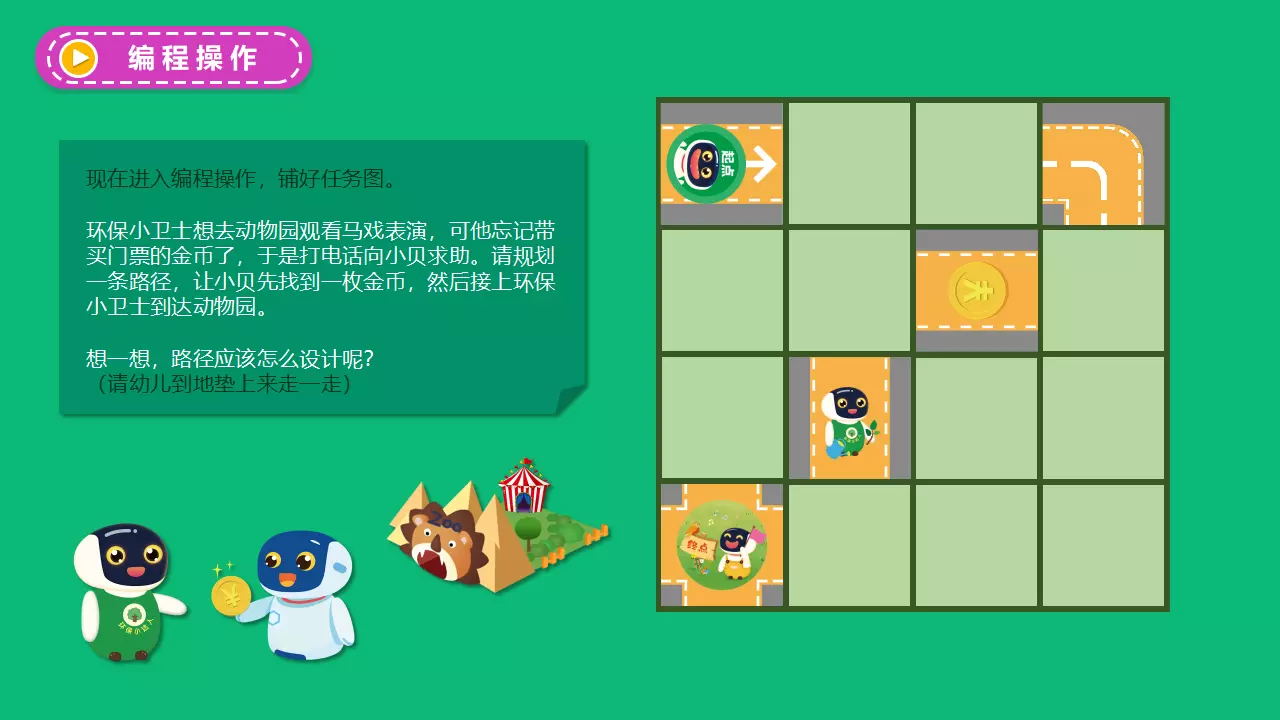 编程操作
现在进入编程操作，铺好任务图。
环保小卫士想去动物园观看马戏表演，可他忘记带
买门票的金币了，于是打电话向小贝求助。请规划
一条路径，让小贝先找到一枚金币，然后接上环保
小卫士到达动物园。
想一想，路径应该怎么设计呢？
（请幼儿到地垫上来走一走）
起点
¥
终点
Zoo
¥